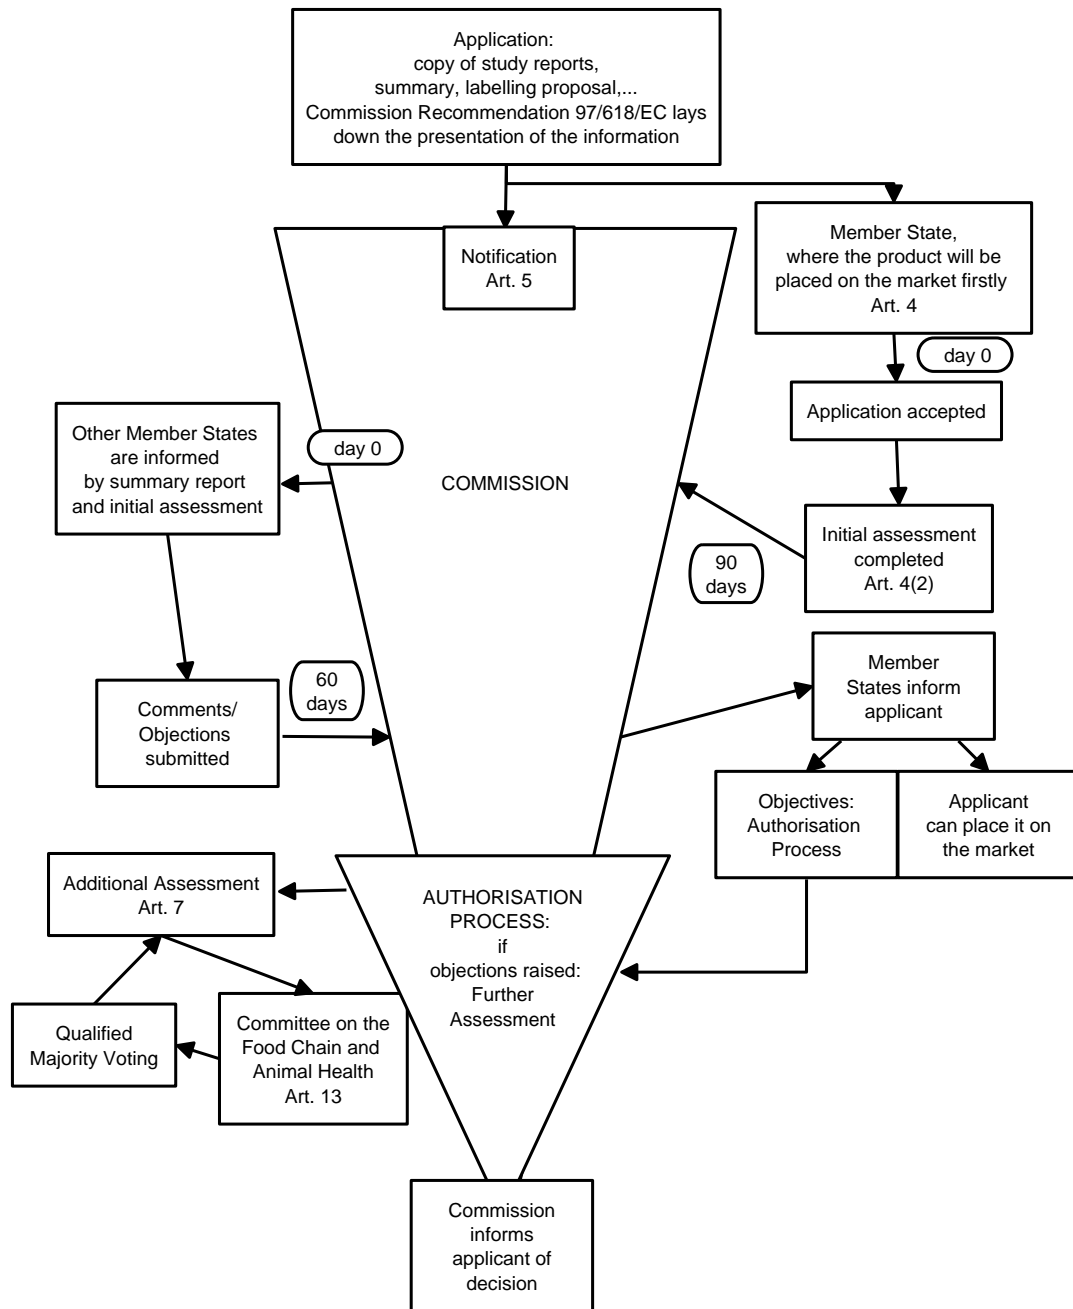 Application:
copy of study reports,
summary, labelling proposal,...
Commission Recommendation 97/618/EC lays
down the presentation of the information
Notification
Art. 5
Member State,
where the product will be
placed on the market firstly
Art. 4
day 0
Application accepted
Other Member States
are informed
by summary report
and initial assessment
day 0
COMMISSION
Initial assessment
completed
Art. 4(2)
90
days
Member
States inform
applicant
60
days
Comments/
Objections
submitted
Objectives:
Authorisation
Process
Applicant
can place it on
the market
Additional Assessment
Art. 7
AUTHORISATION
PROCESS:
if
objections raised:
Further
Assessment
Qualified
Majority Voting
Committee on the
Food Chain and
Animal Health
Art. 13
Commission
informs
applicant of
decision